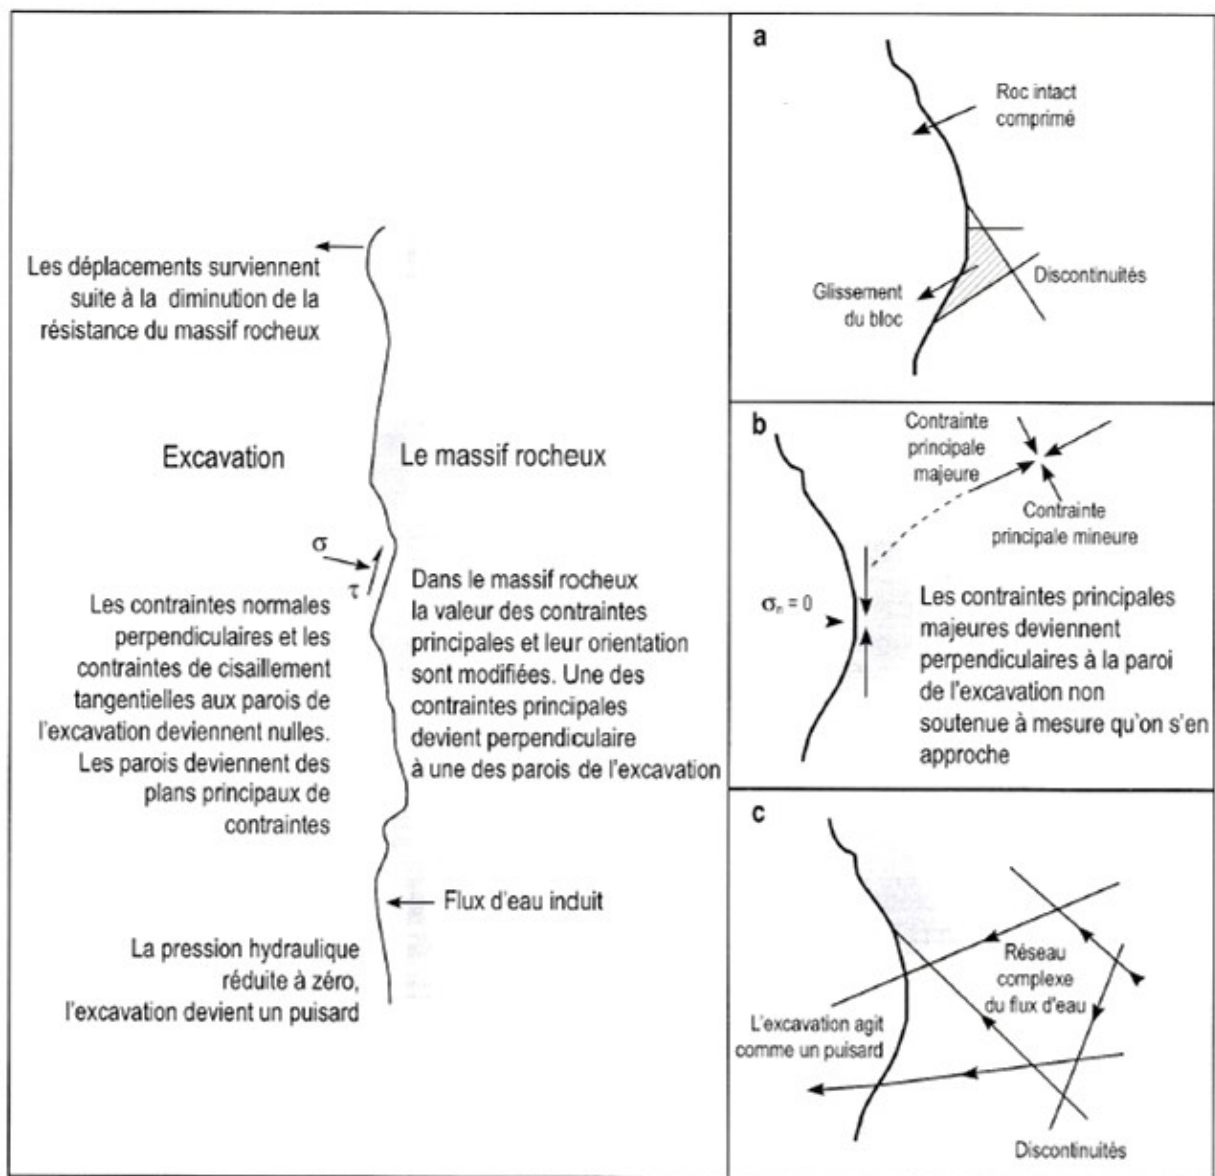 Les déplacements surviennent
suite à la diminution de la
résistance du massif rocheux
Excavation
Le massif rocheux
σ
τ
Les contraintes normales
perpendiculaires et les
contraintes de cisaillement
tangentielles aux parois de
l'excavation deviennent nulles.
Les parois deviennent des
plans principaux de
contraintes
Dans le massif rocheux
la valeur des contraintes
principales et leur orientation
sont modifiées. Une des
contraintes principales
devient perpendiculaire
à une des parois de l'excavation
Flux d'eau induit
La pression hydraulique
réduite à zéro,
l'excavation devient un puisard
a
Roc intact
comprimé
Discontinuités
Glissement
du bloc
b
Contrainte
principale
majeure
Contrainte
principale mineure
σn = 0
Les contraintes principales
majeures deviennent
perpendiculaires à la paroi
de l'excavation non
soutenue à mesure qu'on s'en
approche
c
Réseau
complexe
du flux d'eau
L'excavation agit
comme un puisard
Discontinuités